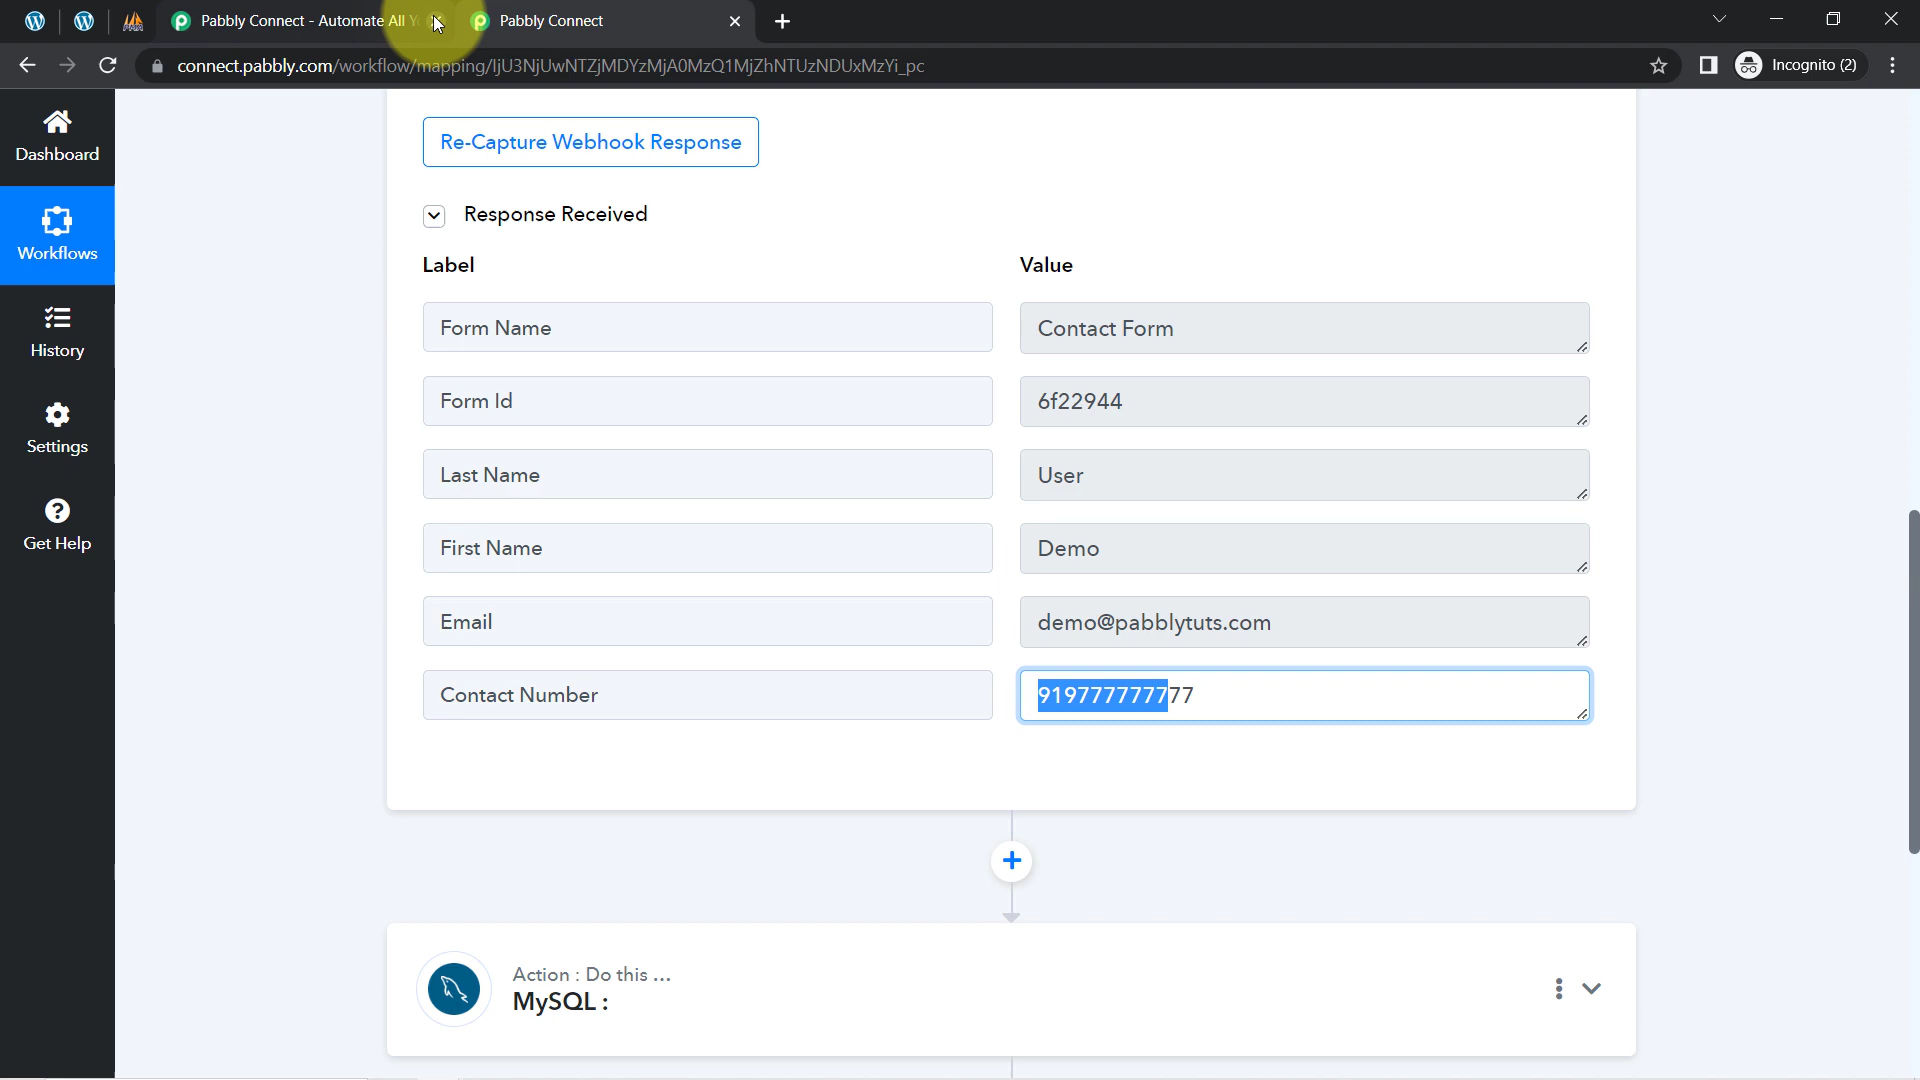 Pabbly Connect - Automate All Y
Pabbly Connect
connect.pabbly.com/workflow/mapping/IjU3NjUwNTZjMDYzMjA0MzQ1MjZhNTUzNDUxMzYi_pc
Incognito (2)
Dashboard
Workflows
History
Settings
Get Help
Re-Capture Webhook Response
Response Received
Label
Value
Form Name
Contact Form
Form Id
6f22944
Last Name
User
First Name
Demo
Email
demo@pabblytuts.com
Contact Number
919777777777
Action : Do this ...
MySQL :